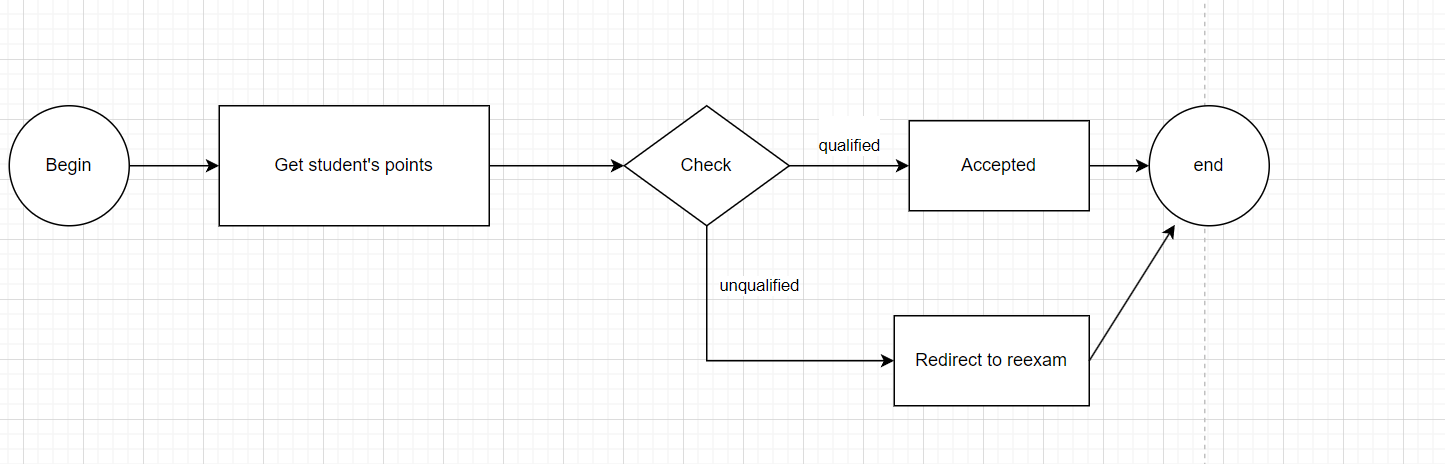 Begin
Get student's points
Check
qualified
Accepted
end
unqualified
Redirect to reexam